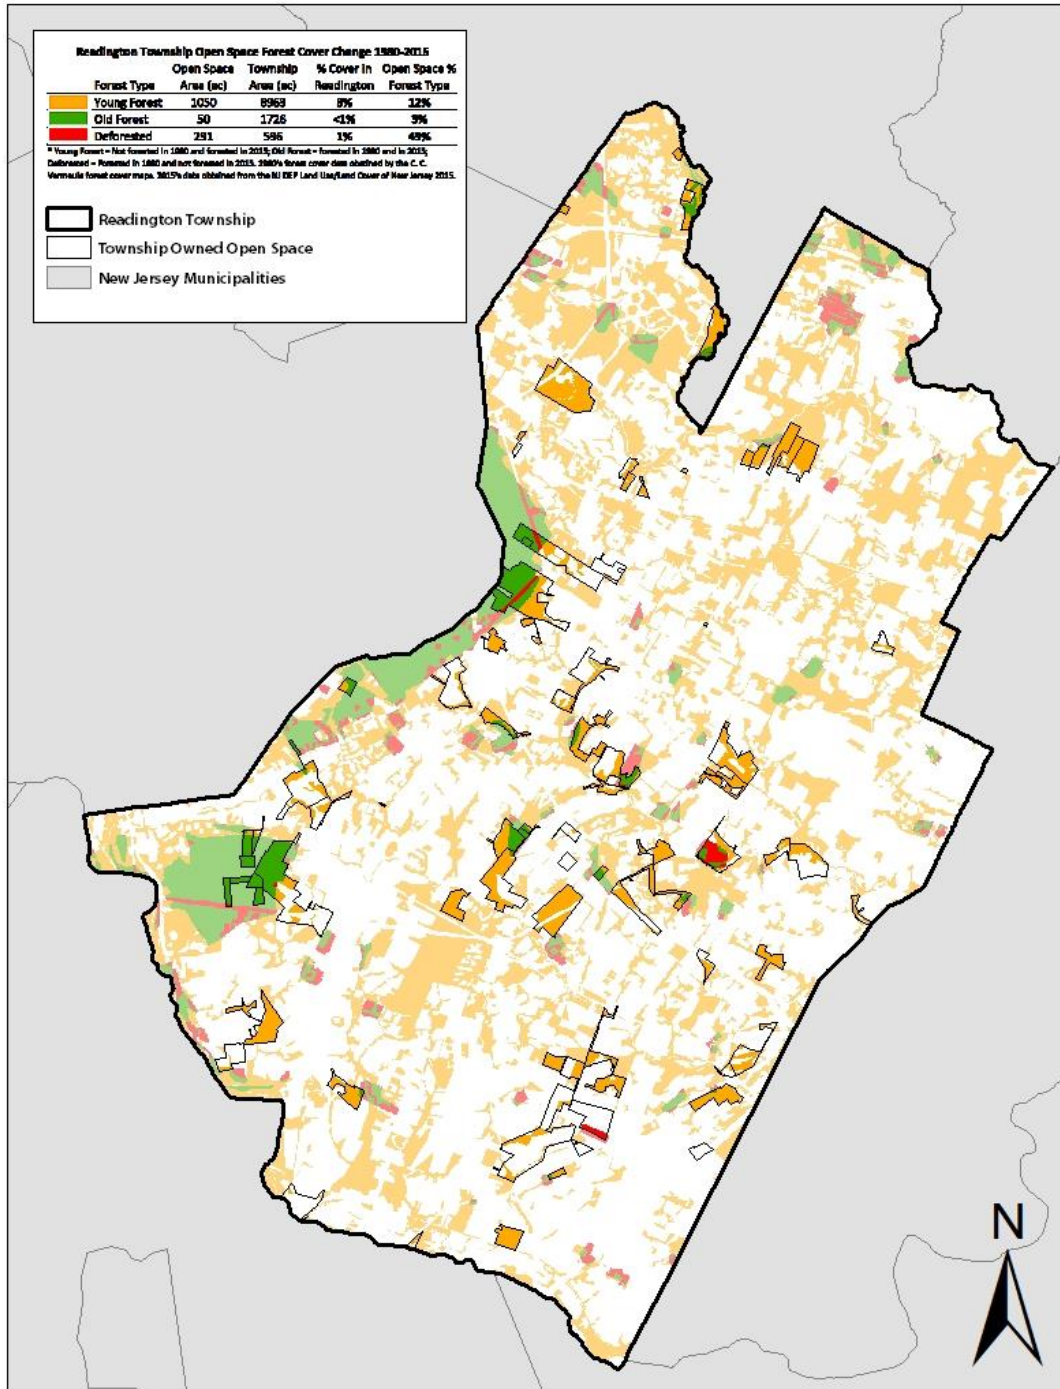 Readington Township Open Space Forest Cover Change 1980-2015
Open Space Township % Cover in Open Space %
Forest Type Area (ac) Area (ac) Readington Forest Type
Young Forest 1050 8963 8% 12%
Old Forest 50 1726 <1% 3%
Deforested 291 596 1% 49%
* Young Forest = Not forested in 1980 and forested in 2015; Old Forest = forested in 1980 and in 2015;
Deforested = Forested in 1980 and not forested in 2015. 1980's forest cover data obtained by the C. C.
Vermeule forest cover maps. 2015's data obtained from the NJ DEP Land Use/Land Cover of New Jersey 2015.
Readington Township
Township Owned Open Space
New Jersey Municipalities
N